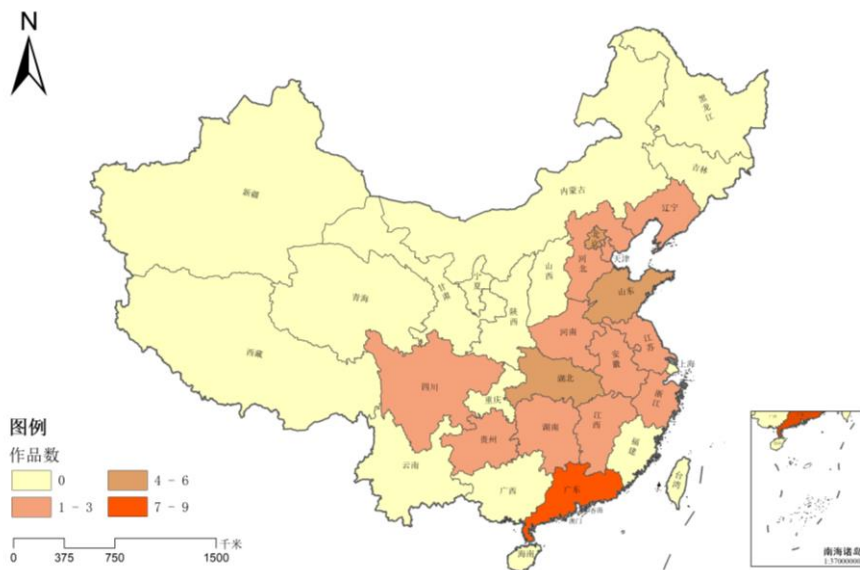 N
黑龙江
吉林
辽宁
内蒙古
新疆
河北
天津
山西
山东
宁夏
甘肃
青海
陕西
河南
江苏
安徽
上海
西藏
四川
湖北
重庆
浙江
湖南
江西
贵州
福建
云南
台湾
广西
广东
香港
澳门
海南
图例
作品数
0
4 - 6
1 - 3
7 - 9
0 375 750 1500 千米
南海诸岛
1:57000000